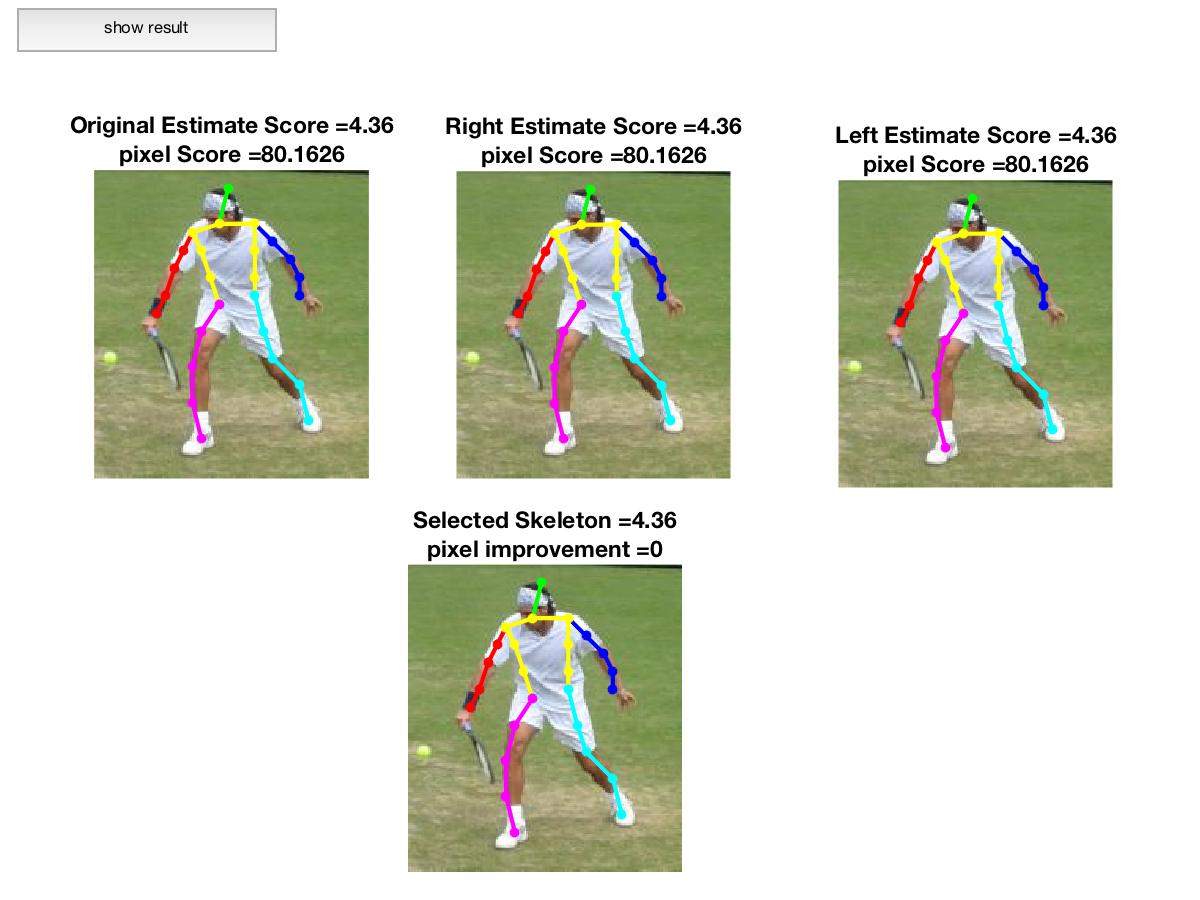 show result
Original Estimate Score =4.36
pixel Score =80.1626
Right Estimate Score =4.36
pixel Score =80.1626
Left Estimate Score =4.36
pixel Score =80.1626
Selected Skeleton =4.36
pixel improvement =0